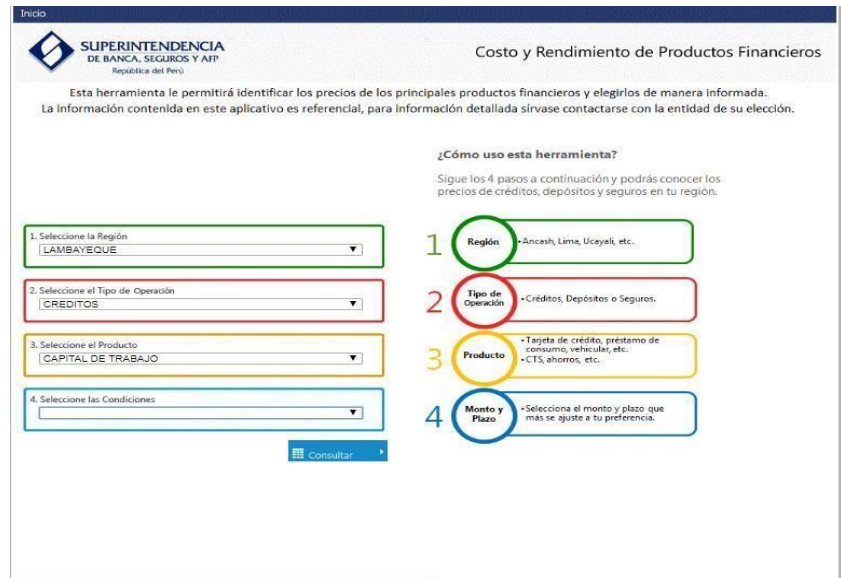 Inicio
SUPERINTENDENCIA
DE BANCA, SEGUROS Y AFP
República del Perú
Costo y Rendimiento de Productos Financieros
Esta herramienta le permitirá identificar los precios de los principales productos financieros y elegirlos de manera informada.
La información contenida en este aplicativo es referencial, para información detallada sírvase contactarse con la entidad de su elección.
¿Cómo uso esta herramienta?
Sigue los 4 pasos a continuación y podrás conocer los
precios de créditos, depósitos y seguros en tu región.
1. Seleccione la Región
LAMBAYEQUE
2. Seleccione el Tipo de Operación
CREDITOS
3. Seleccione el Producto
CAPITAL DE TRABAJO
4. Seleccione las Condiciones
Consultar
1
Región
•Ancash, Lima, Ucayali, etc.
2
Tipo de
Operación
•Créditos, Depósitos o Seguros.
3
Producto
•Tarjeta de crédito, préstamo de
consumo, vehicular, etc.
•CTS, ahorros, etc.
4
Monto y
Plazo
•Selecciona el monto y plazo que
más se ajuste a tu preferencia.